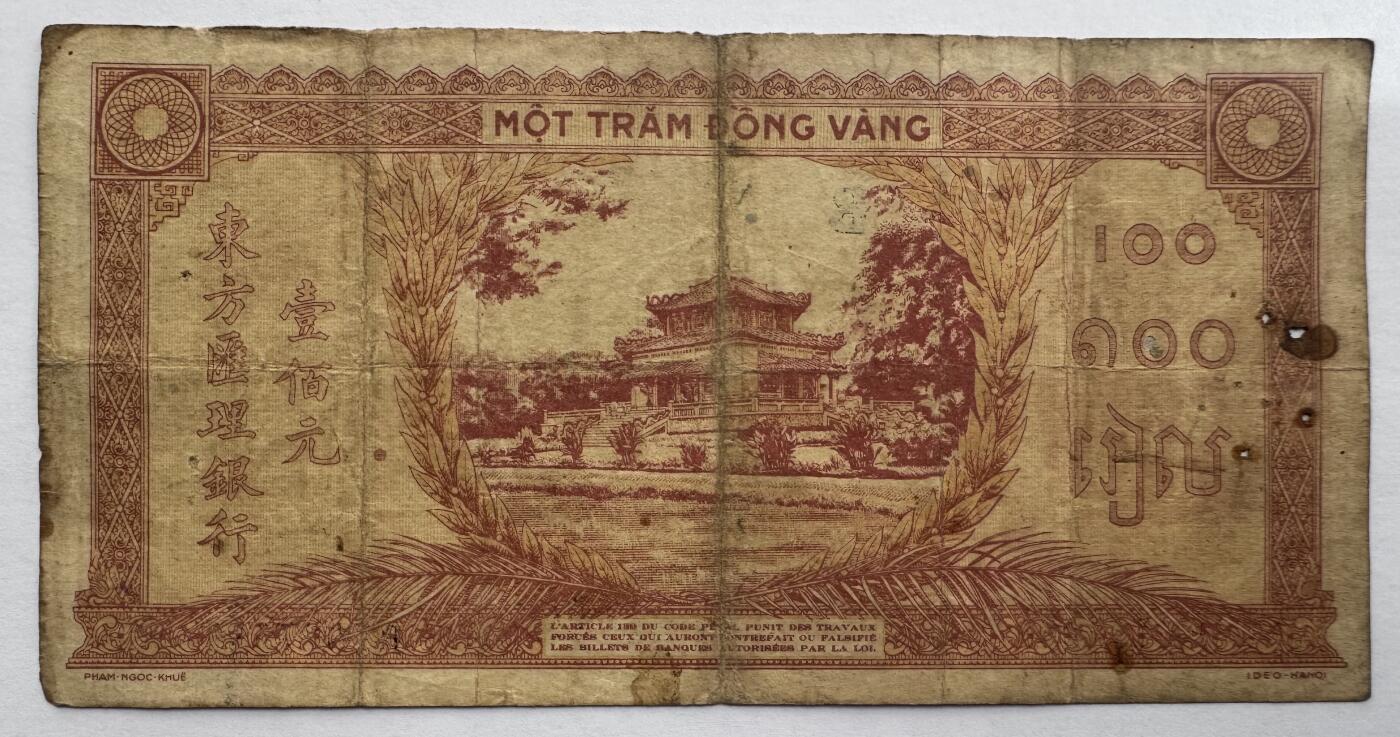 MỘT TRĂM ĐỒNG VÀNG
東方匯理銀行
壹佰元
100
១00
រៀល
L'ARTICLE 139 DU CODE PÉNAL PUNIT DES TRAVAUX
FORCÉS CEUX QUI AURONT CONTREFAIT OU FALSIFIÉ
LES BILLETS DE BANQUES AUTORISÉES PAR LA LOI.
PHAM-NGOC-KHUÊ
IDEO-HANOI